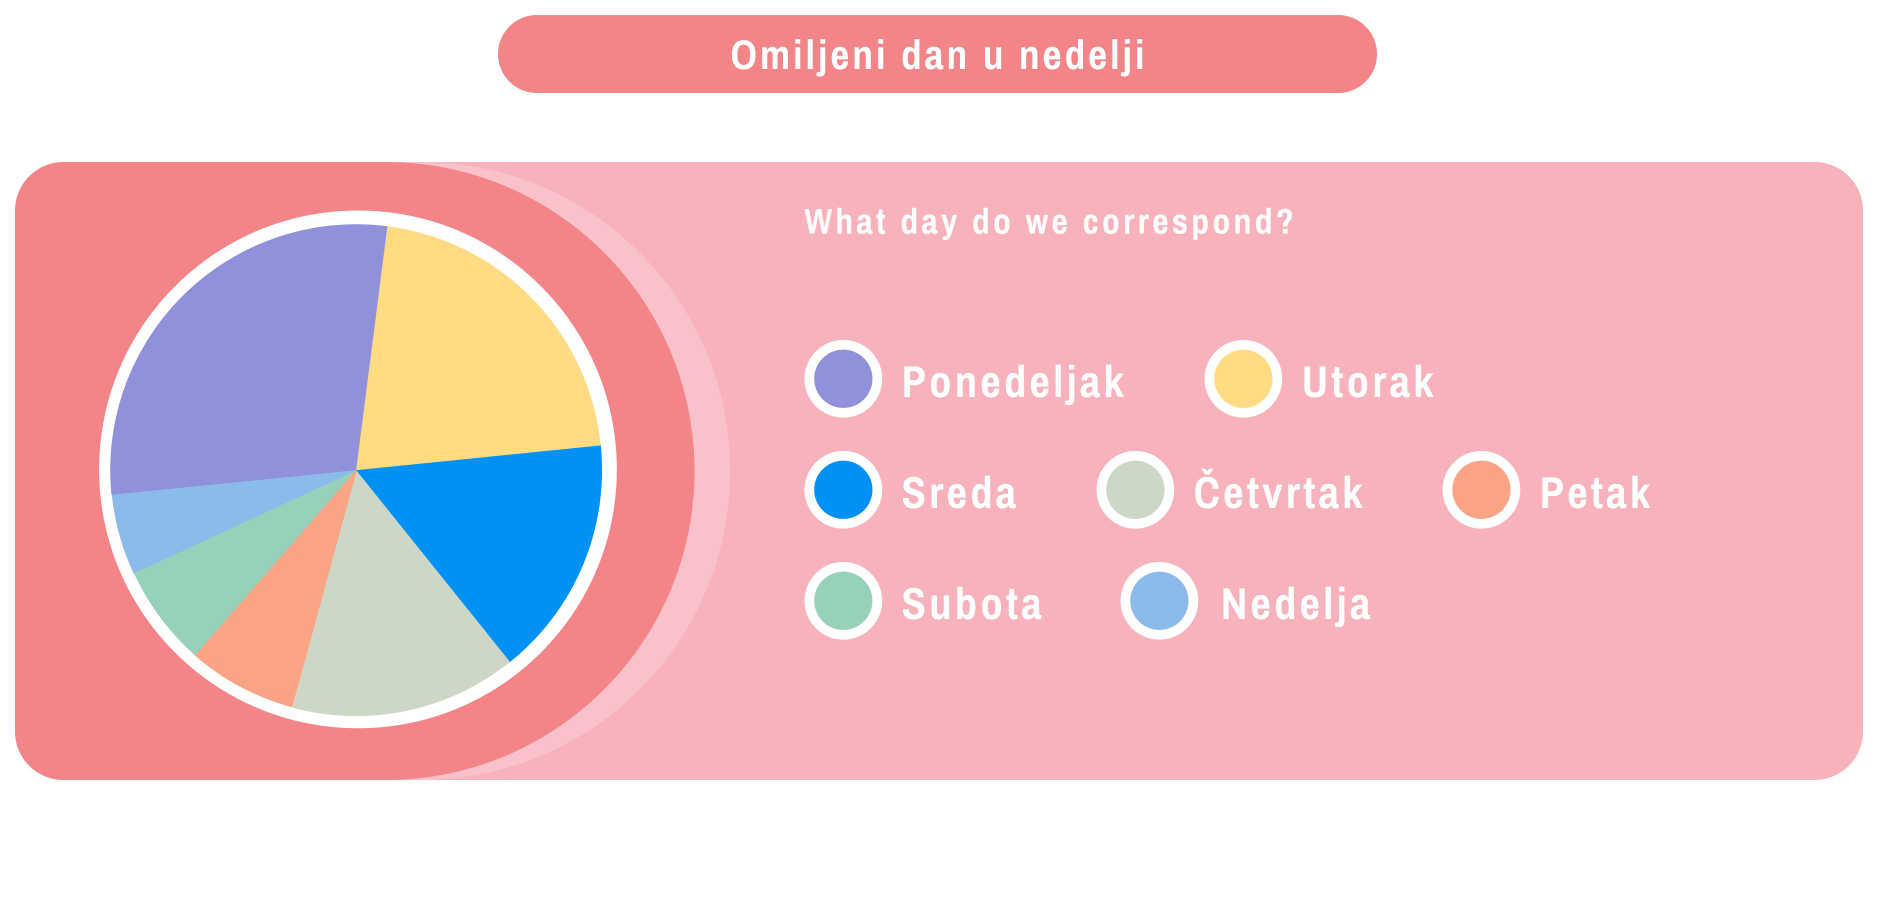 Omiljeni dan u nedelji
What day do we correspond?
Ponedeljak Utorak
Sreda Četvrtak Petak
Subota Nedelja